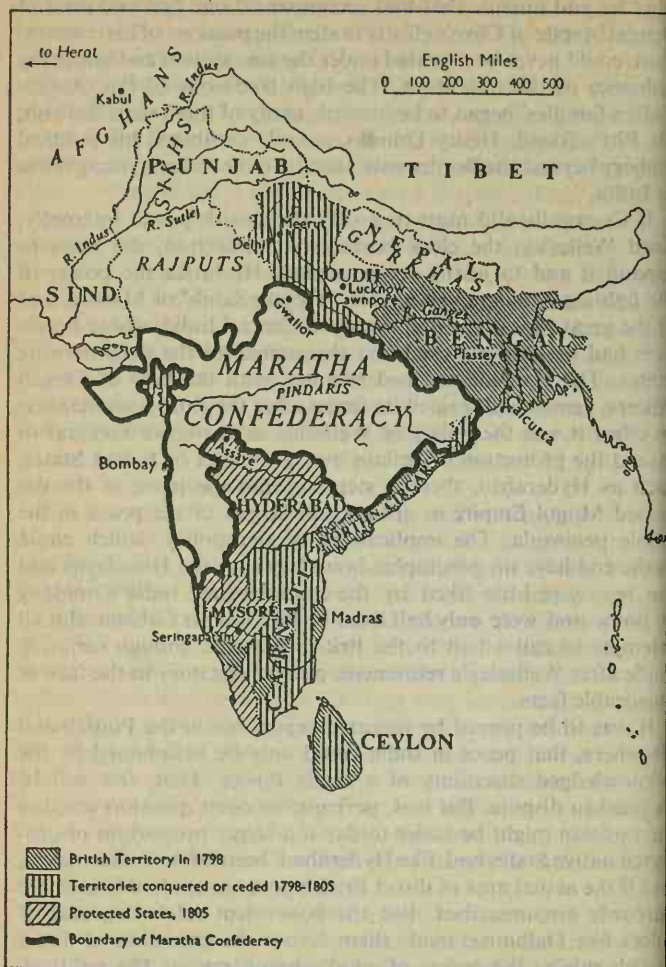 to Herat
English Miles
0 100 200 300 400 500
Kabul
R. Indus
AFGHANS
SIKHS
PUNJAB
TIBET
R. Sutlej
R. Indus
Meerut
Delhi
NEPAL
GURKHAS
RAJPUTS
OUDH
Lucknow
Cawnpore
SIND
Gwalior
R. Ganges
BENGAL
Plassey
MARATHA
PINDARIS
CONFEDERACY
Calcutta
Assaye
Bombay
HYDERABAD
NORTHN CIRCARS
MYSORE
CARNATIC
Seringapatam
Madras
CEYLON
British Territory in 1798
Territories conquered or ceded 1798-1805
Protected States, 1805
Boundary of Maratha Confederacy